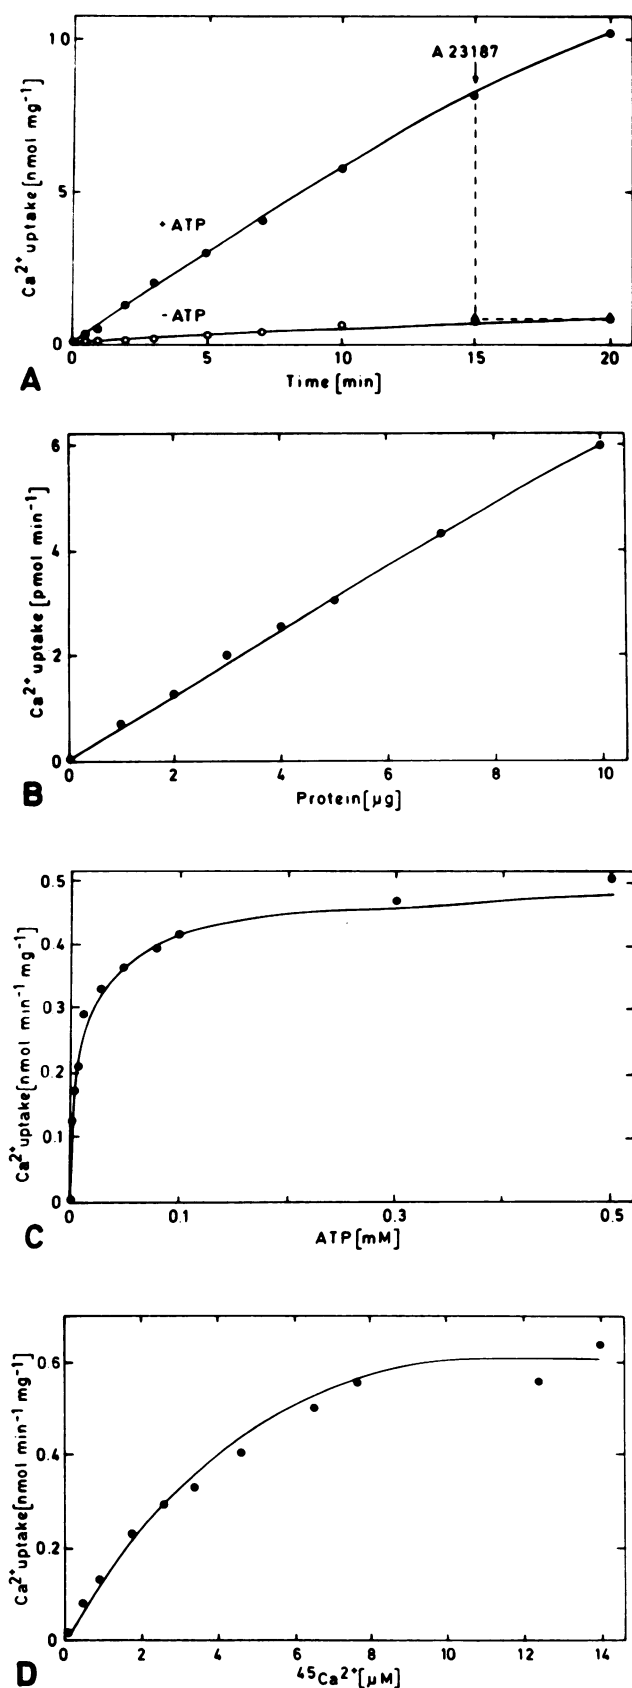 Ca²⁺ uptake [nmol mg⁻¹]
10
5
0
A 23187
+ ATP
- ATP
0 5 10 15 20
Time [min]
A
Ca²⁺ uptake [pmol min⁻¹]
6
4
2
0
0 2 4 6 8 10
Protein [µg]
B
Ca²⁺ uptake [nmol min⁻¹ mg⁻¹]
0.5
0.4
0.3
0.2
0.1
0
0 0.1 0.3 0.5
ATP [mM]
C
Ca²⁺ uptake [nmol min⁻¹ mg⁻¹]
0.6
0.4
0.2
0
0 2 4 6 8 10 12 14
⁴⁵Ca²⁺ [µM]
D